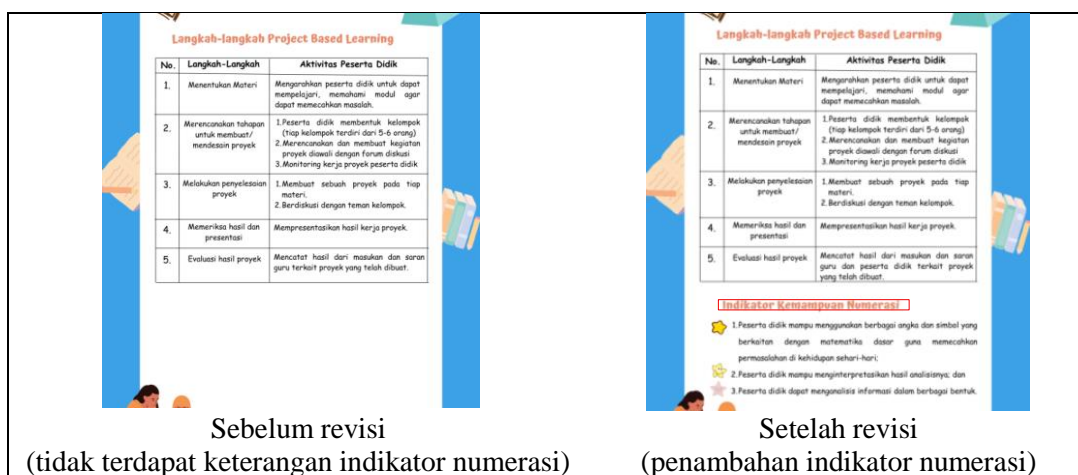 Langkah-langkah Project Based Learning
No. Langkah-Langkah Aktivitas Peserta Didik
1. Menentukan Materi Mengarahkan peserta didik untuk dapat
mempelajari, memahami modul agar
dapat memecahkan masalah.
2. Merencanakan tahapan
untuk membuat/
mendesain proyek
1. Peserta didik membentuk kelompok
(tiap kelompok terdiri dari 5-6 orang)
2. Merencanakan dan membuat kegiatan
proyek diawali dengan forum diskusi
3. Monitoring kerja proyek peserta didik
3. Melakukan penyelesaian
proyek
1. Membuat sebuah proyek pada tiap
materi.
2. Berdiskusi dengan teman kelompok.
4. Memeriksa hasil dan
presentasi
Mempresentasikan hasil kerja proyek.
5. Evaluasi hasil proyek Mencatat hasil dari masukan dan saran
guru terkait proyek yang telah dibuat.
Sebelum revisi
(tidak terdapat keterangan indikator numerasi)
Langkah-langkah Project Based Learning
No. Langkah-Langkah Aktivitas Peserta Didik
1. Menentukan Materi Mengarahkan peserta didik untuk dapat
mempelajari, memahami modul agar
dapat memecahkan masalah.
2. Merencanakan tahapan
untuk membuat/
mendesain proyek
1. Peserta didik membentuk kelompok
(tiap kelompok terdiri dari 5-6 orang)
2. Merencanakan dan membuat kegiatan
proyek diawali dengan forum diskusi
3. Monitoring kerja proyek peserta didik
3. Melakukan penyelesaian
proyek
1. Membuat sebuah proyek pada tiap
materi.
2. Berdiskusi dengan teman kelompok.
4. Memeriksa hasil dan
presentasi
Mempresentasikan hasil kerja proyek.
5. Evaluasi hasil proyek Mencatat hasil dari masukan dan saran
guru dan peserta didik terkait proyek
yang telah dibuat.
Indikator Kemampuan Numerasi
1. Peserta didik mampu menggunakan berbagai angka dan simbol yang
berkaitan dengan matematika dasar guna memecahkan
permasalahan di kehidupan sehari-hari;
2. Peserta didik mampu menginterpretasikan hasil analisisnya; dan
3. Peserta didik dapat menganalisis informasi dalam berbagai bentuk.
Setelah revisi
(penambahan indikator numerasi)